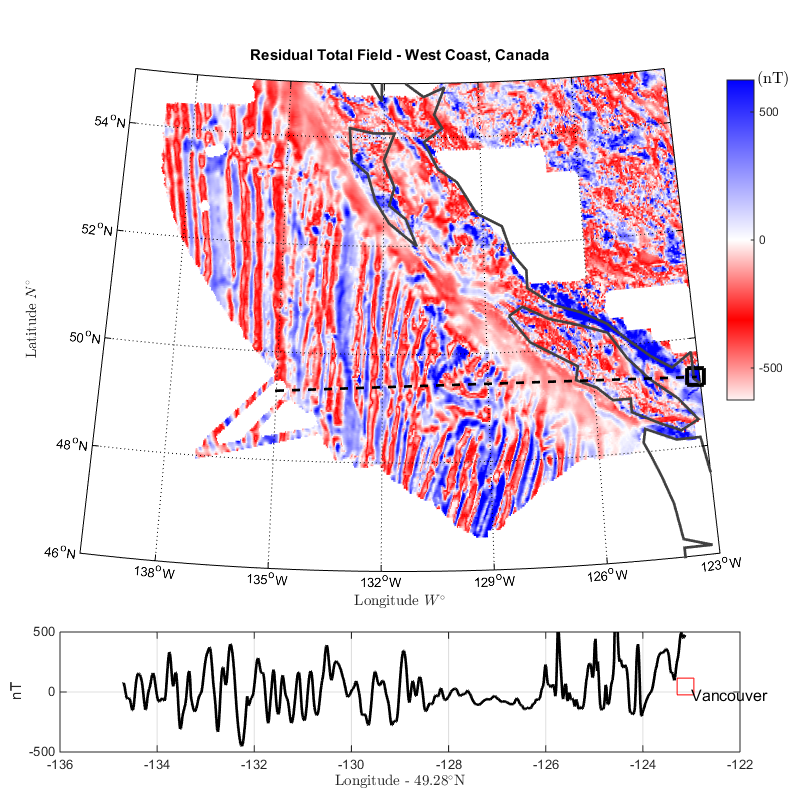 Residual Total Field - West Coast, Canada
(nT)
500
0
-500
54°N
52°N
50°N
48°N
46°N
Latitude N°
138°W
135°W
132°W
129°W
126°W
123°W
Longitude W°
500
0
-500
nT
Vancouver
-136
-134
-132
-130
-128
-126
-124
-122
Longitude - 49.28°N